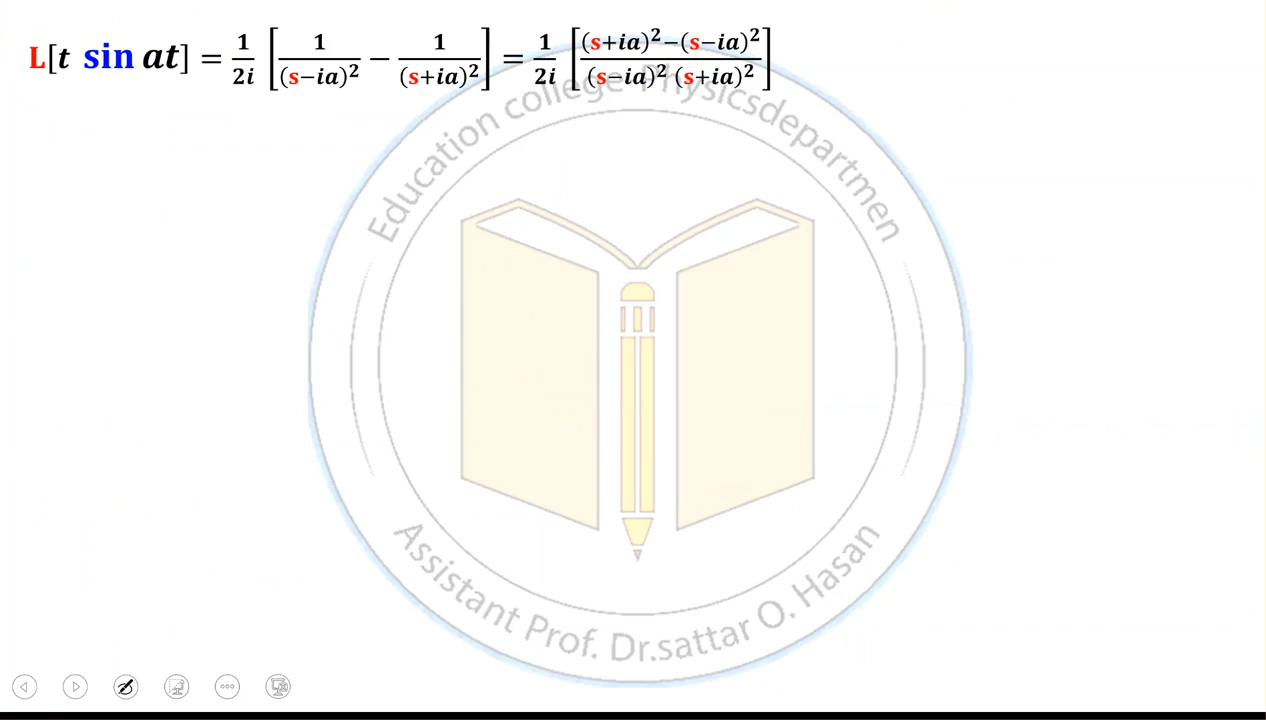 L[t sin at] = 1/2i [1/(s−ia)² − 1/(s+ia)²] = 1/2i [(s+ia)²−(s−ia)²/(s−ia)² (s+ia)²]
Education college Physicsdepartmen
Assistant Prof. Dr.sattar O. Hasan